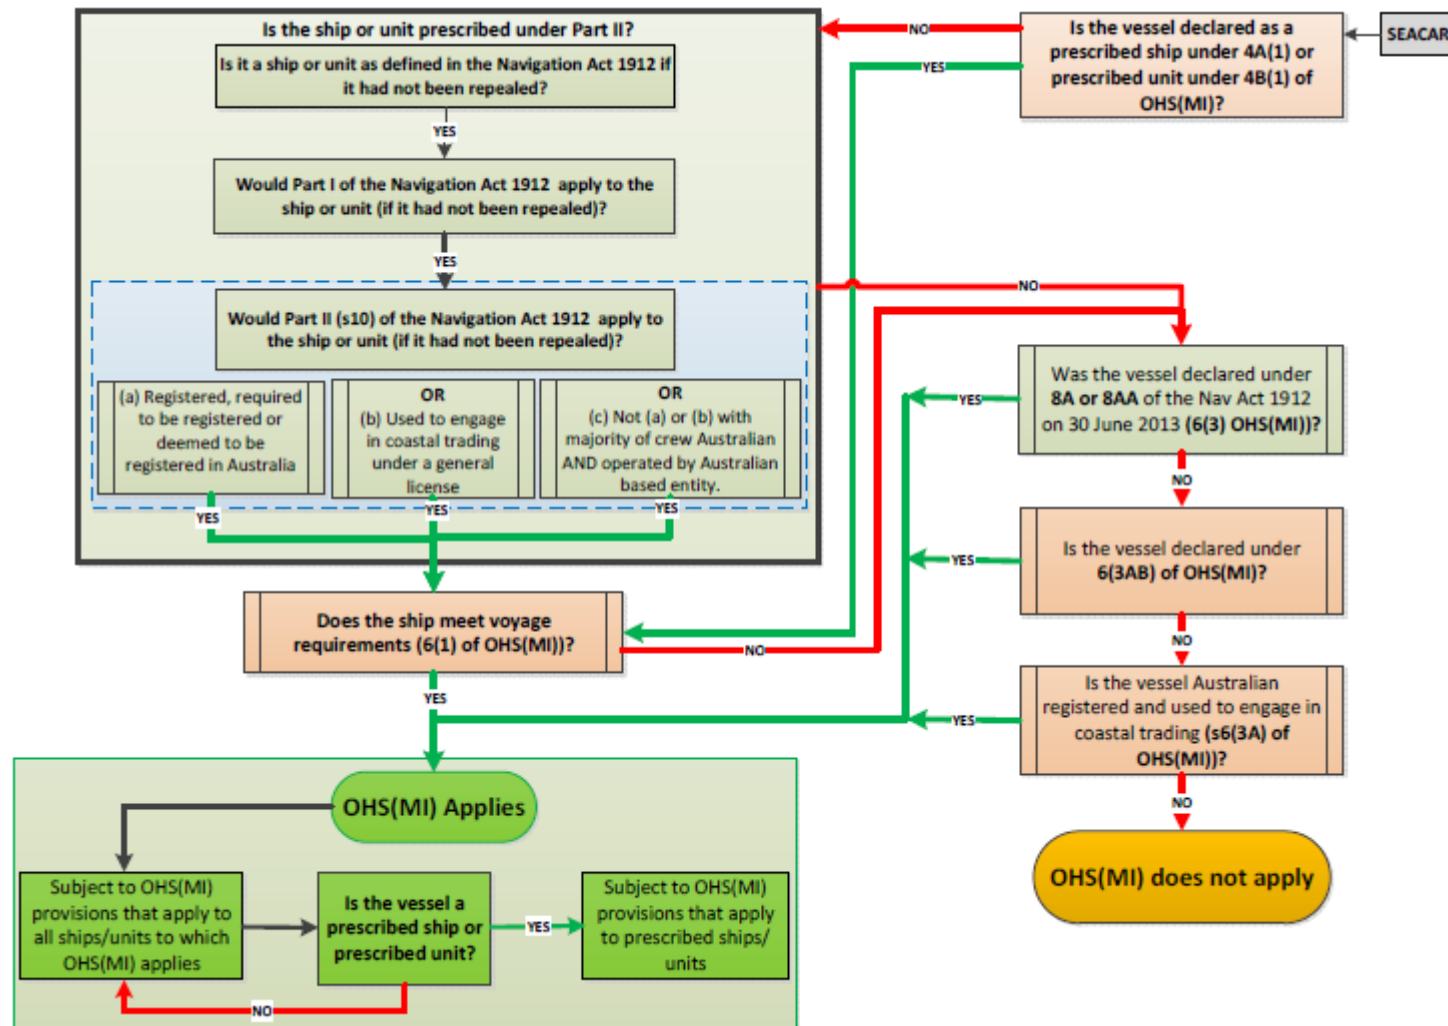 Is the ship or unit prescribed under Part II?
Is it a ship or unit as defined in the Navigation Act 1912 if
it had not been repealed?
YES
Would Part I of the Navigation Act 1912 apply to the
ship or unit (if it had not been repealed)?
YES
Would Part II (s10) of the Navigation Act 1912 apply to
the ship or unit (if it had not been repealed)?
(a) Registered, required
to be registered or
deemed to be
registered in Australia
OR
(b) Used to engage
in coastal trading
under a general
license
OR
(c) Not (a) or (b) with
majority of crew Australian
AND operated by Australian
based entity.
YES
YES
YES
Does the ship meet voyage
requirements (6(1) of OHS(MI))?
NO
YES
NO
YES
Is the vessel declared as a
prescribed ship under 4A(1) or
prescribed unit under 4B(1) of
OHS(MI)?
SEACAR
NO
Was the vessel declared under
8A or 8AA of the Nav Act 1912
on 30 June 2013 (6(3) OHS(MI))?
YES
NO
Is the vessel declared under
6(3AB) of OHS(MI)?
YES
NO
Is the vessel Australian
registered and used to engage in
coastal trading (s6(3A) of
OHS(MI))?
YES
NO
OHS(MI) does not apply
OHS(MI) Applies
Subject to OHS(MI)
provisions that apply to
all ships/units to which
OHS(MI) applies
Is the vessel a
prescribed ship or
prescribed unit?
YES
Subject to OHS(MI)
provisions that apply
to prescribed ships/
units
NO